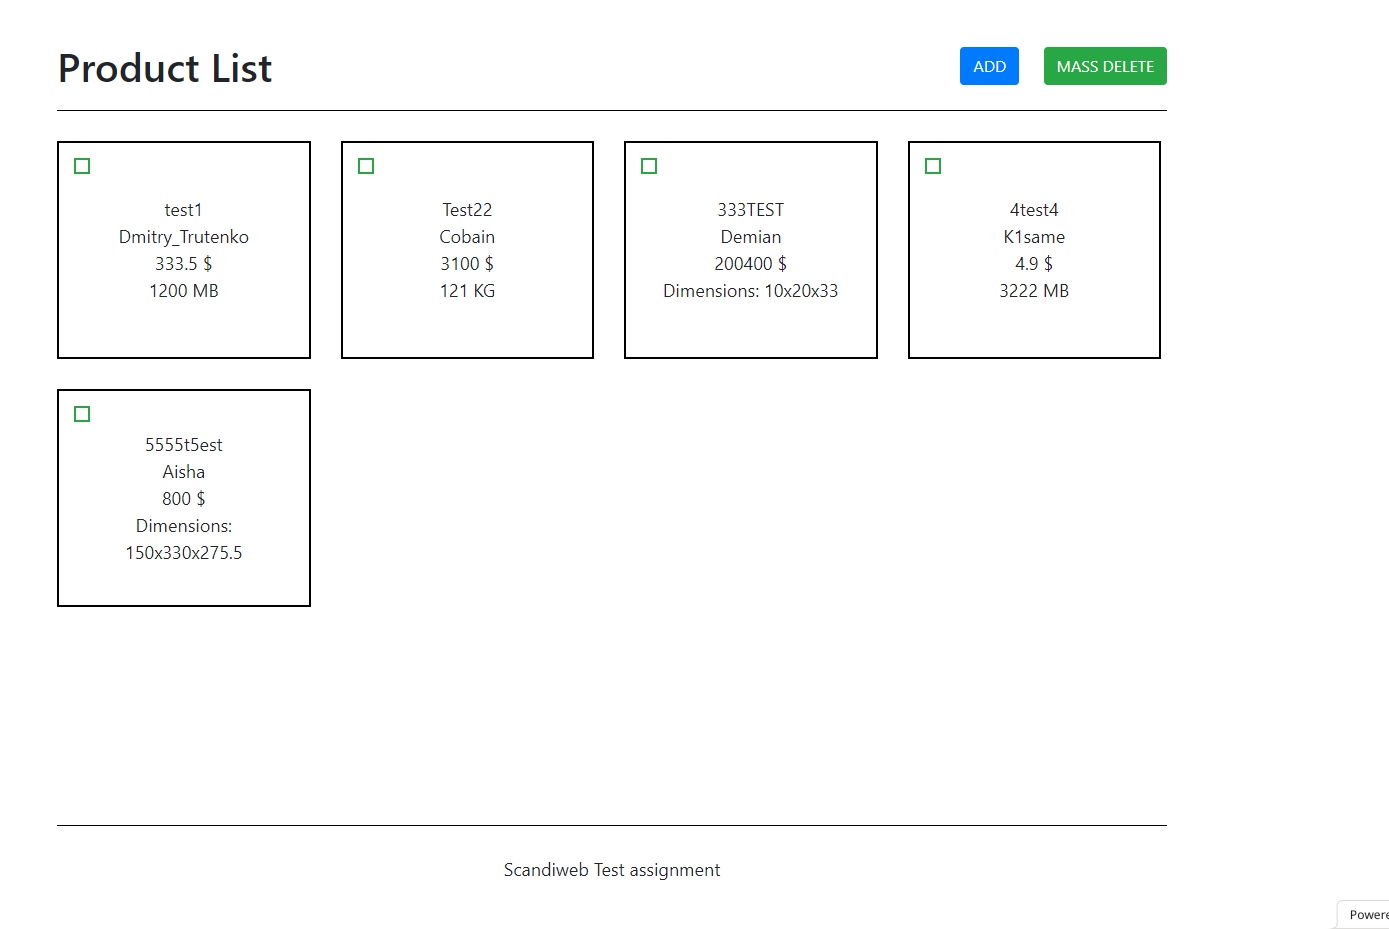 Product List
ADD
MASS DELETE
test1
Dmitry_Trutenko
333.5 $
1200 MB
Test22
Cobain
3100 $
121 KG
333TEST
Demian
200400 $
Dimensions: 10x20x33
4test4
K1same
4.9 $
3222 MB
5555t5est
Aisha
800 $
Dimensions:
150x330x275.5
Scandiweb Test assignment